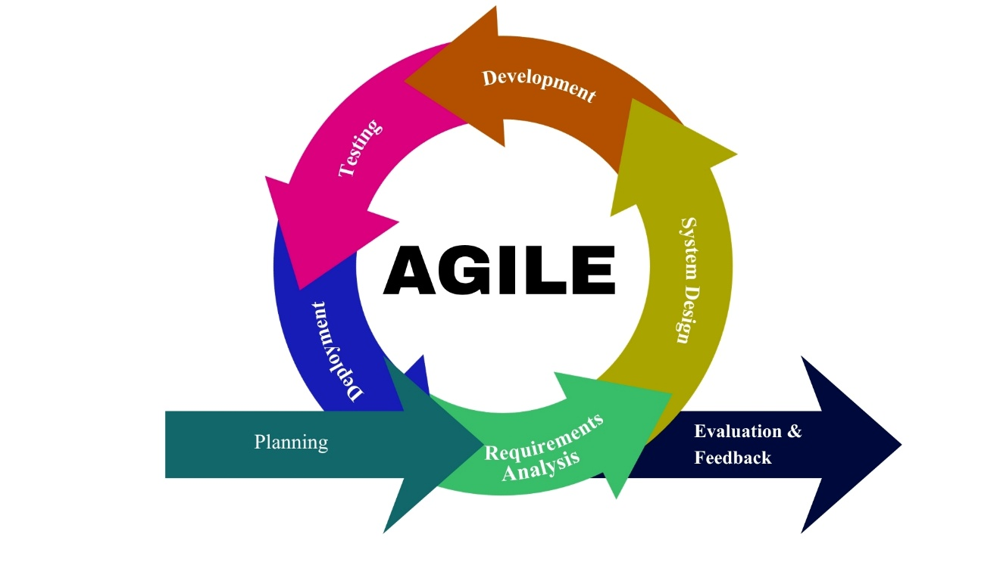 Development
Testing
AGILE
System Design
Deployment
Planning
Requirements
Analysis
Evaluation &
Feedback